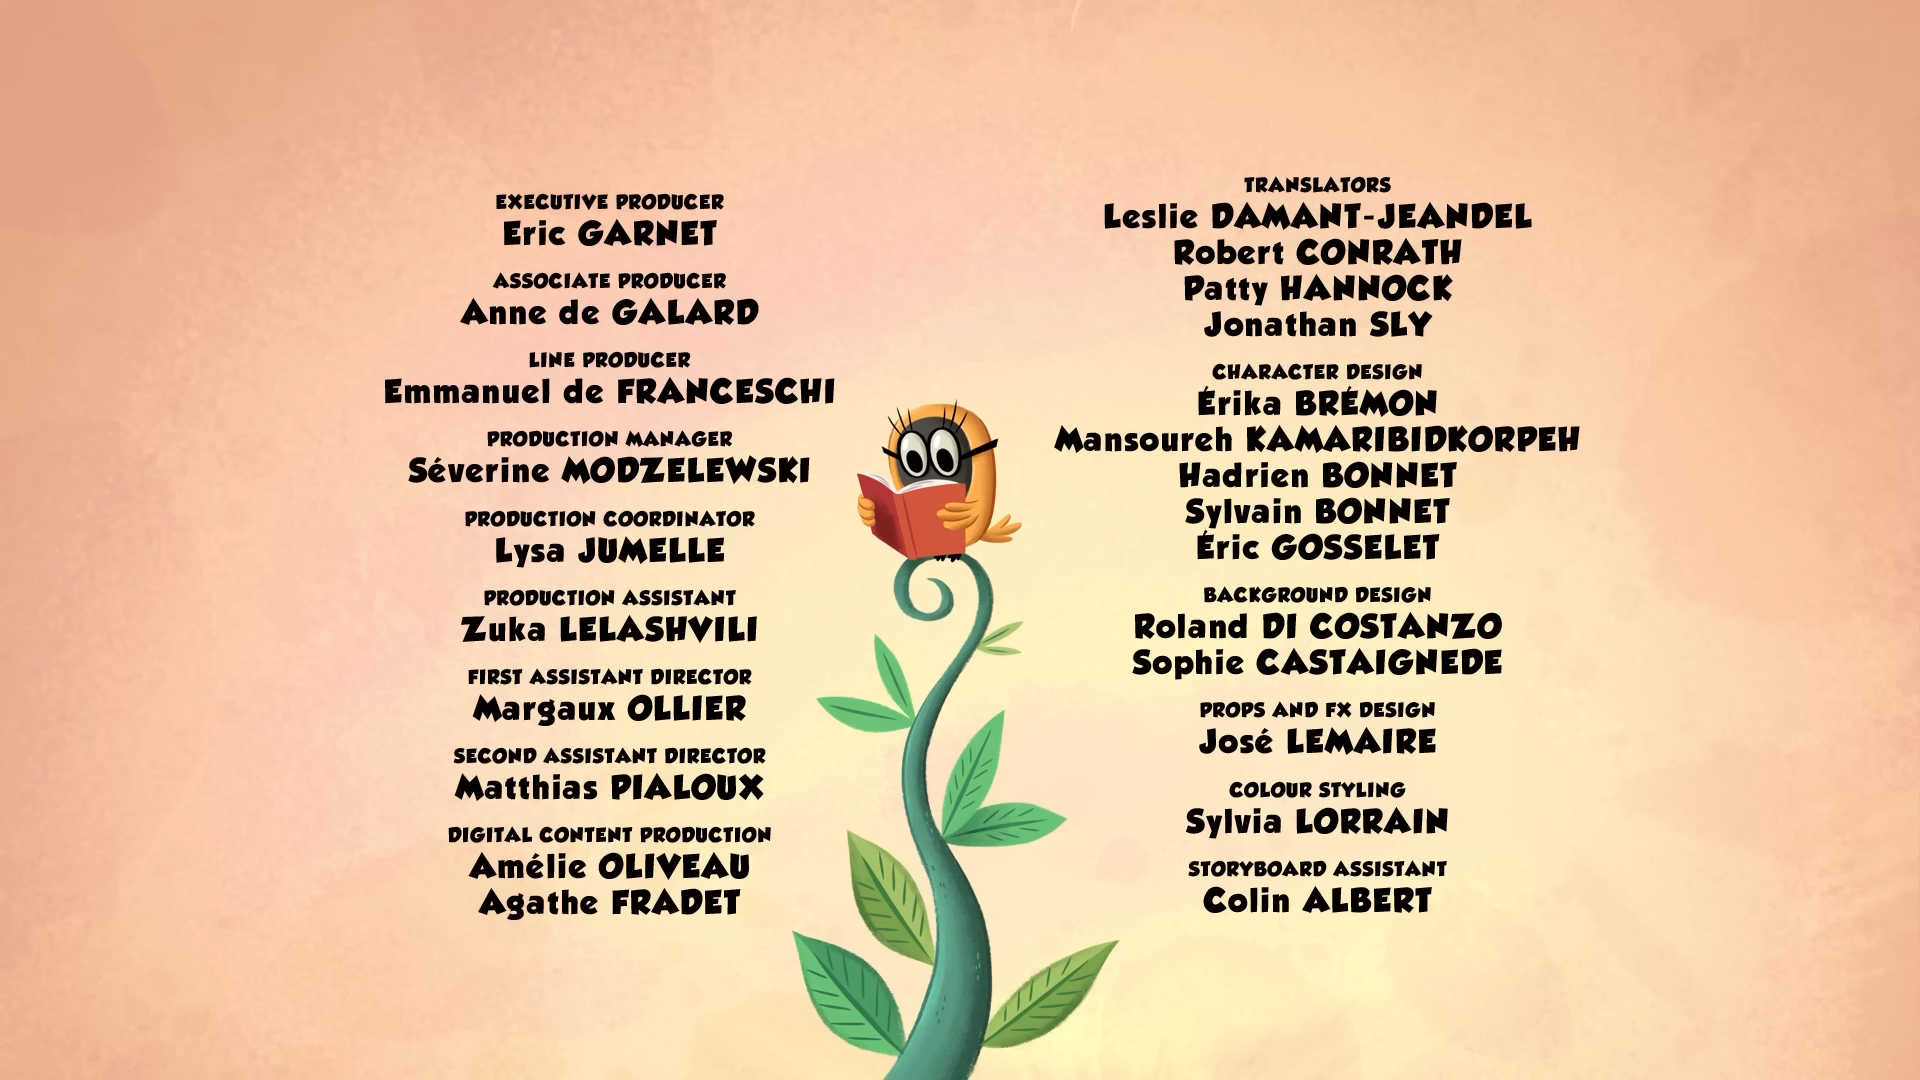 EXECUTIVE PRODUCER
Eric GARNET
ASSOCIATE PRODUCER
Anne de GALARD
LINE PRODUCER
Emmanuel de FRANCESCHI
PRODUCTION MANAGER
Séverine MODZELEWSKI
PRODUCTION COORDINATOR
Lysa JUMELLE
PRODUCTION ASSISTANT
Zuka LELASHVILI
FIRST ASSISTANT DIRECTOR
Margaux OLLIER
SECOND ASSISTANT DIRECTOR
Matthias PIALOUX
DIGITAL CONTENT PRODUCTION
Amélie OLIVEAU
Agathe FRADET
TRANSLATORS
Leslie DAMANT-JEANDEL
Robert CONRATH
Patty HANNOCK
Jonathan SLY
CHARACTER DESIGN
Érika BRÉMON
Mansoureh KAMARIBIDKORPEH
Hadrien BONNET
Sylvain BONNET
Éric GOSSELET
BACKGROUND DESIGN
Roland DI COSTANZO
Sophie CASTAIGNEDE
PROPS AND FX DESIGN
José LEMAIRE
COLOUR STYLING
Sylvia LORRAIN
STORYBOARD ASSISTANT
Colin ALBERT